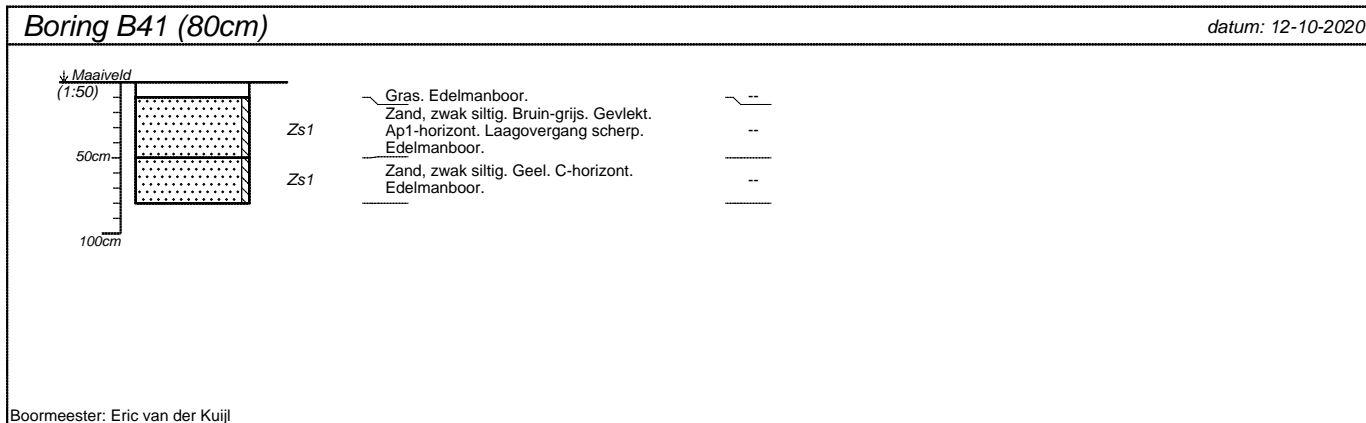 Boring B41 (80cm)
datum: 12-10-2020
Maaiveld
(1:50)
Gras. Edelmanboor.
--
Zand, zwak siltig. Bruin-grijs. Gevlekt.
Zs1
Ap1-horizont. Laagovergang scherp.
--
Edelmanboor.
50cm
Zs1
Zand, zwak siltig. Geel. C-horizont.
Edelmanboor.
--
100cm
Boormeester: Eric van der Kuijl